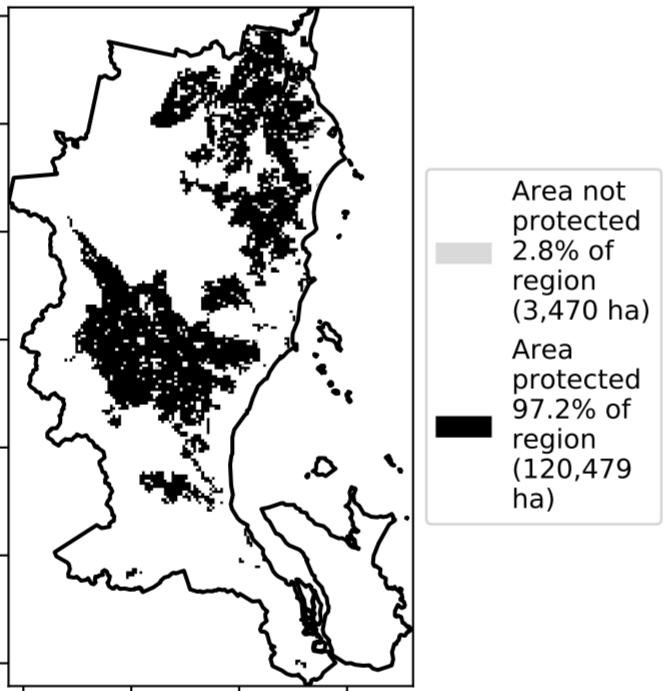 Area not
protected
2.8% of
region
(3,470 ha)
Area
protected
97.2% of
region
(120,479
ha)